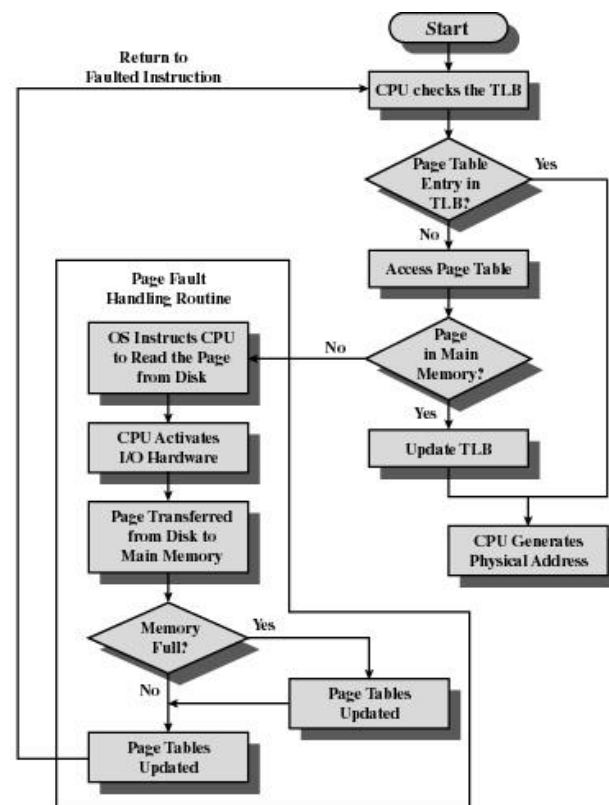 Start
Return to
Faulted Instruction
CPU checks the TLB
Page Table
Entry in
TLB?
Yes
No
Access Page Table
Page Fault
Handling Routine
OS Instructs CPU
to Read the Page
from Disk
No
Page
in Main
Memory?
Yes
CPU Activates
I/O Hardware
Update TLB
Page Transferred
from Disk to
Main Memory
CPU Generates
Physical Address
Memory
Full?
Yes
No
Page Tables
Updated
Page Tables
Updated